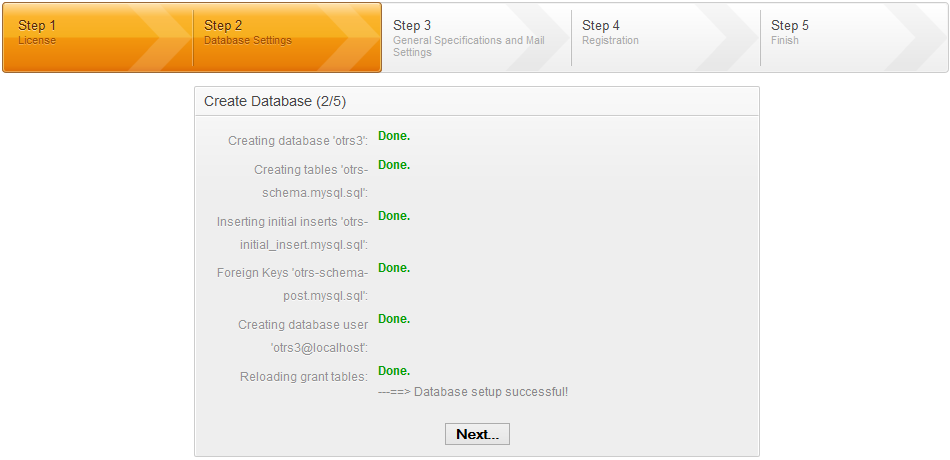 Step 1
License
Step 2
Database Settings
Step 3
General Specifications and Mail
Settings
Step 4
Registration
Step 5
Finish
Create Database (2/5)
Creating database 'otrs3': Done.
Creating tables 'otrs- Done.
schema.mysql.sql':
Inserting initial inserts 'otrs- Done.
initial_insert.mysql.sql':
Foreign Keys 'otrs-schema- Done.
post.mysql.sql':
Creating database user Done.
'otrs3@localhost':
Reloading grant tables: Done.
---==> Database setup successful!
Next...